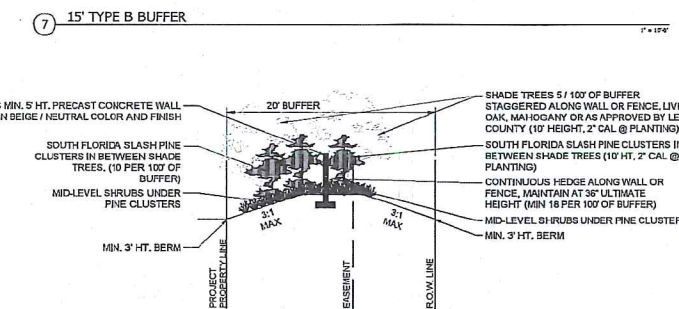 7
15' TYPE B BUFFER
1" = 15'-0"
MIN. 5' HT. PRECAST CONCRETE WALL
BEIGE / NEUTRAL COLOR AND FINISH
SOUTH FLORIDA SLASH PINE
CLUSTERS IN BETWEEN SHADE
TREES, (10 PER 100' OF
BUFFER)
MID-LEVEL SHRUBS UNDER
PINE CLUSTERS
MIN. 3' HT. BERM
20' BUFFER
3:1
MAX
3:1
MAX
SHADE TREES 5 / 100' OF BUFFER
STAGGERED ALONG WALL OR FENCE, LIV
OAK, MAHOGANY OR AS APPROVED BY LE
COUNTY (10' HEIGHT, 2" CAL @ PLANTING)
SOUTH FLORIDA SLASH PINE CLUSTERS IN
BETWEEN SHADE TREES (10' HT, 2" CAL @
PLANTING)
CONTINUOUS HEDGE ALONG WALL OR
FENCE, MAINTAIN AT 36" ULTIMATE
HEIGHT (MIN 18 PER 100' OF BUFFER)
MID-LEVEL SHRUBS UNDER PINE CLUSTER
MIN. 3' HT. BERM
PROJECT
PROPERTY LINE
EASEMENT
R.O.W. LINE